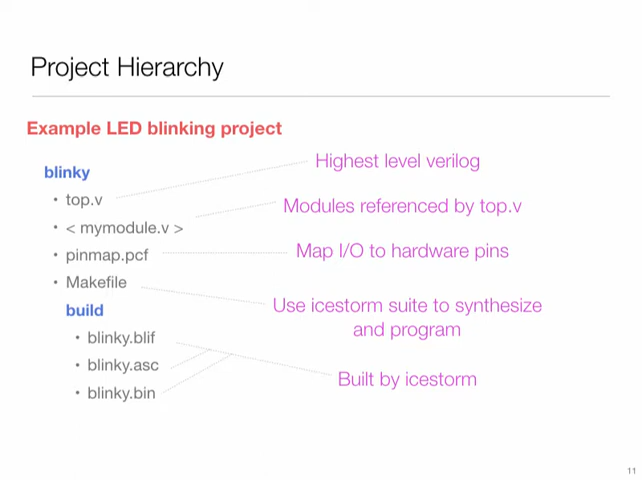 Project Hierarchy
Example LED blinking project
blinky
• top.v
Highest level verilog
• < mymodule.v >
Modules referenced by top.v
• pinmap.pcf
Map I/O to hardware pins
• Makefile
Use icestorm suite to synthesize
and program
build
• blinky.blif
• blinky.asc
• blinky.bin
Built by icestorm
11